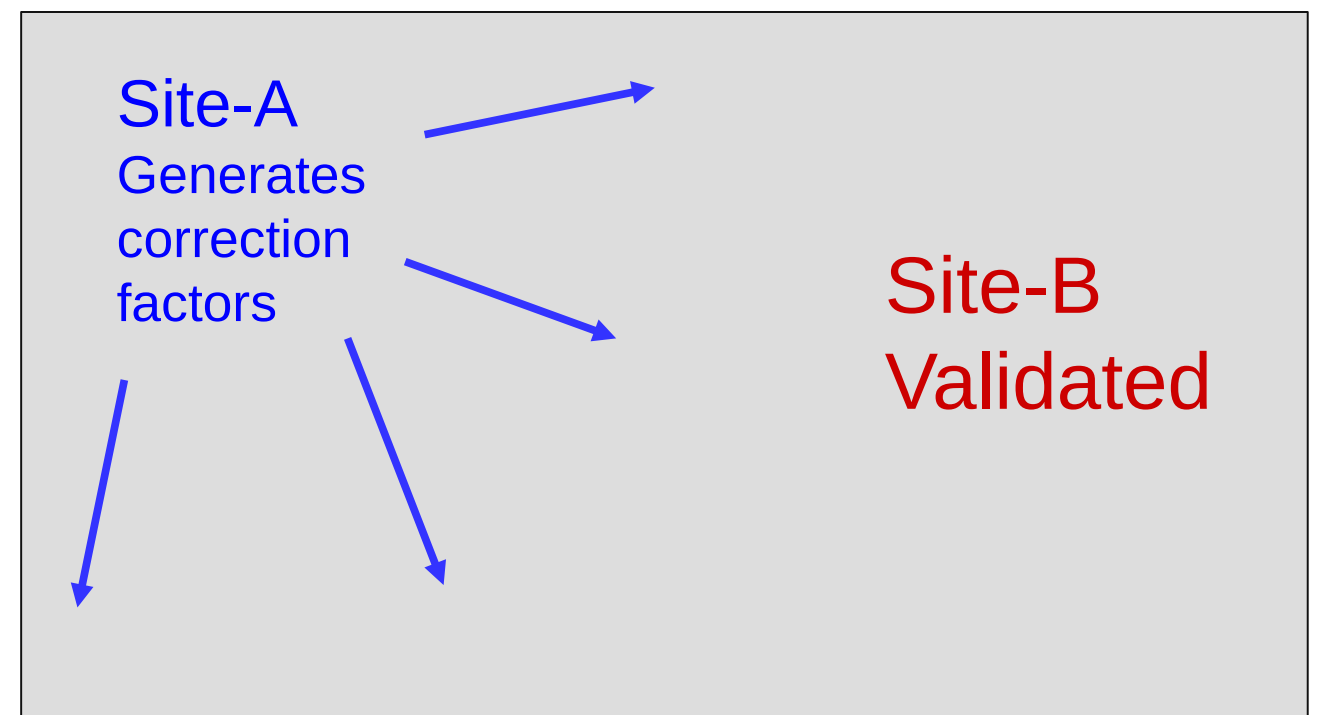 Site-A
Generates
correction
factors
Site-B
Validated